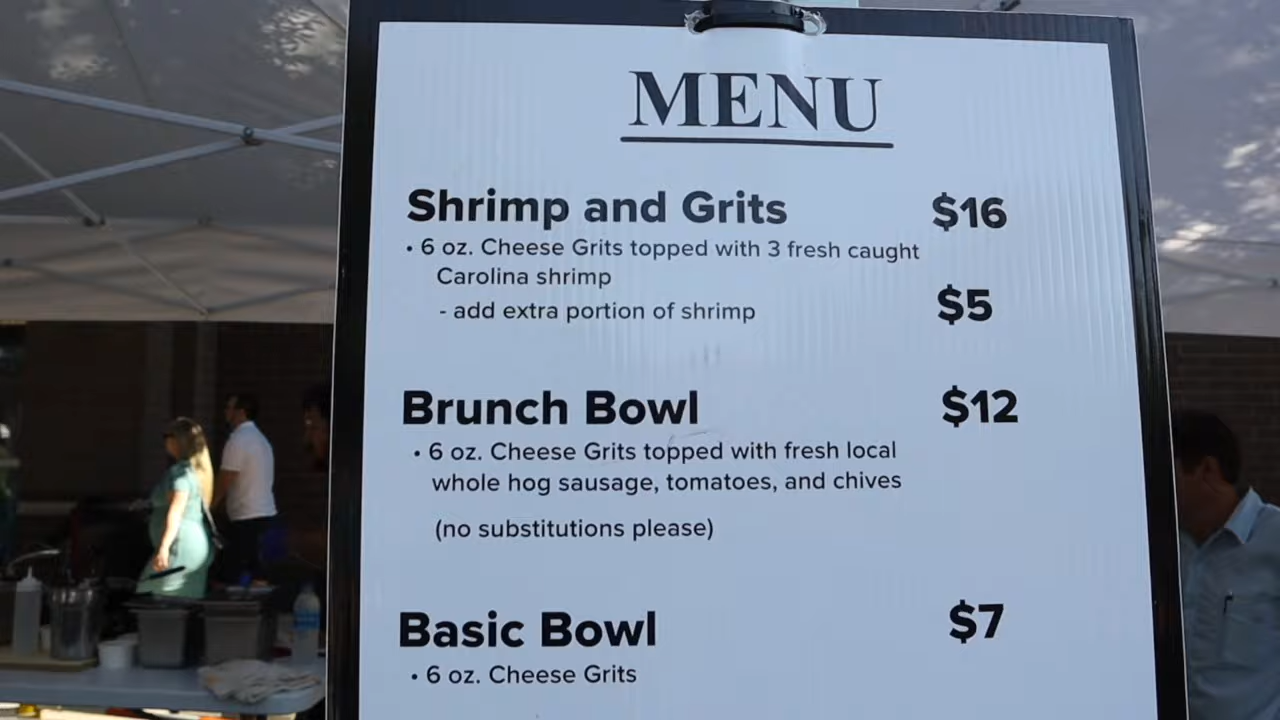 MENU
Shrimp and Grits $16
• 6 oz. Cheese Grits topped with 3 fresh caught
Carolina shrimp
- add extra portion of shrimp $5
Brunch Bowl $12
• 6 oz. Cheese Grits topped with fresh local
whole hog sausage, tomatoes, and chives
(no substitutions please)
Basic Bowl $7
• 6 oz. Cheese Grits